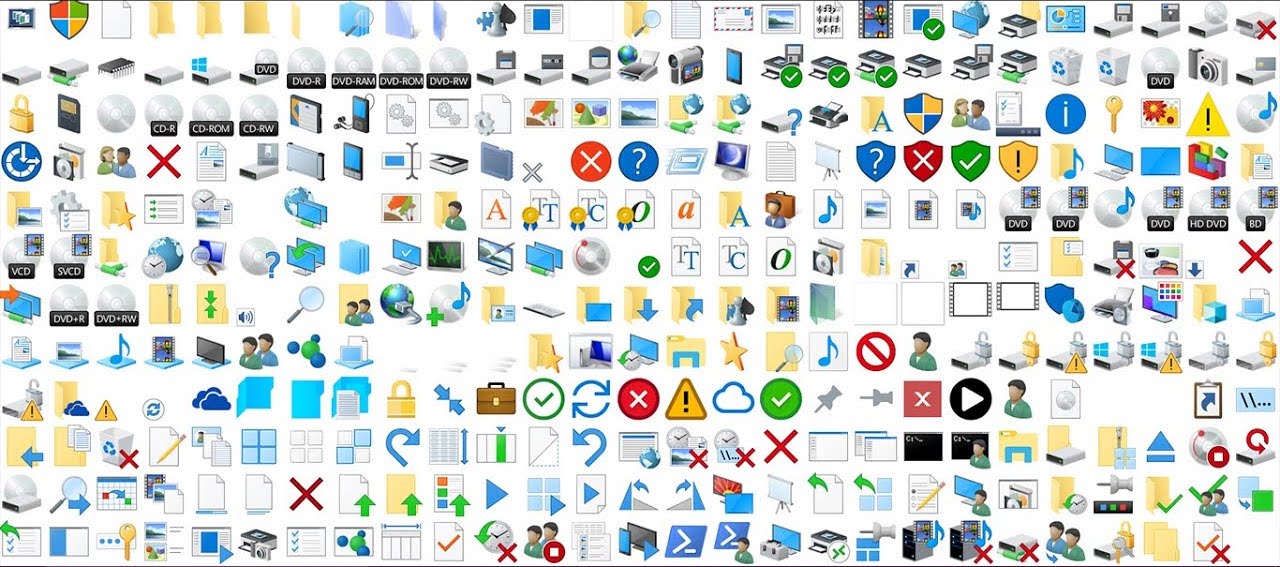 DVD
DVD-R
DVD-RAM
DVD-ROM
DVD-RW
DVD
CD-R
CD-ROM
CD-RW
A
i
A
T
T
C
O
a
A
DVD
DVD
DVD
HD DVD
BD
VCD
SVCD
T
T
T
C
O
DVD+R
DVD+RW
\\...
\\...
C:\
C:\